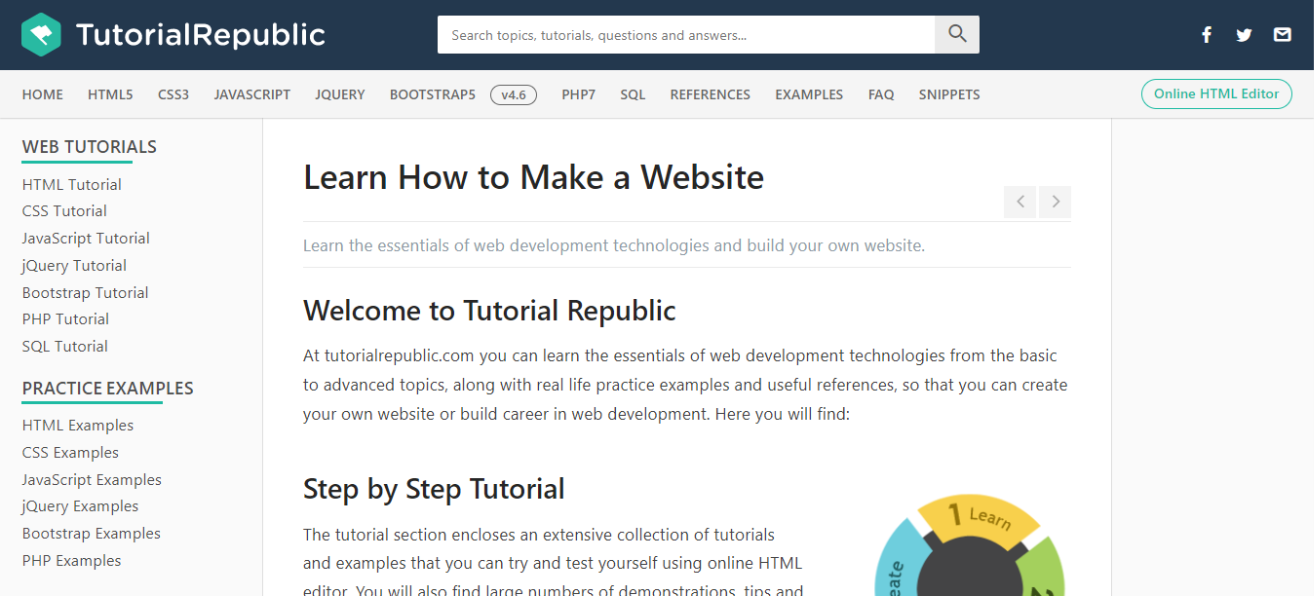 TutorialRepublic
Search topics, tutorials, questions and answers...
HOME HTML5 CSS3 JAVASCRIPT JQUERY BOOTSTRAP5 v4.6 PHP7 SQL REFERENCES EXAMPLES FAQ SNIPPETS Online HTML Editor
WEB TUTORIALS
HTML Tutorial
CSS Tutorial
JavaScript Tutorial
jQuery Tutorial
Bootstrap Tutorial
PHP Tutorial
SQL Tutorial
PRACTICE EXAMPLES
HTML Examples
CSS Examples
JavaScript Examples
jQuery Examples
Bootstrap Examples
PHP Examples
Learn How to Make a Website
Learn the essentials of web development technologies and build your own website.
Welcome to Tutorial Republic
At tutorialrepublic.com you can learn the essentials of web development technologies from the basic
to advanced topics, along with real life practice examples and useful references, so that you can create
your own website or build career in web development. Here you will find:
Step by Step Tutorial
The tutorial section encloses an extensive collection of tutorials
and examples that you can try and test yourself using online HTML
editor. You will also find large numbers of demonstrations, tips and
1 Learn